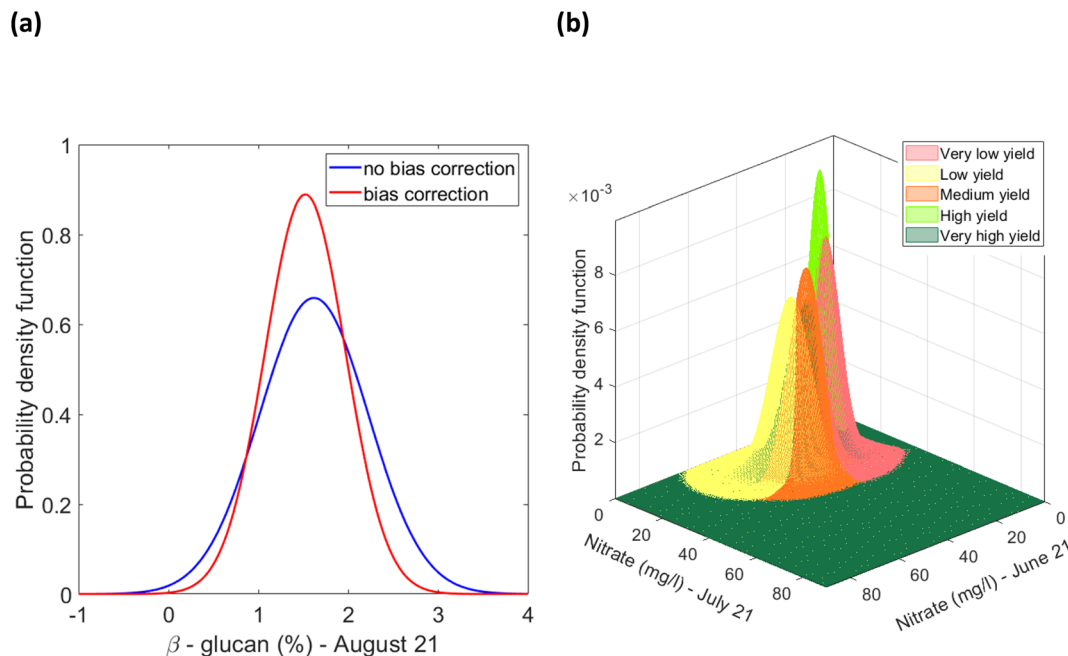 (a)
(b)
1
0.8
0.6
0.4
0.2
0
-1
0
1
2
3
4
Probability density function
β - glucan (%) - August 21
no bias correction
bias correction
×10⁻³
8
6
4
2
0
20
40
60
80
80
60
40
20
0
Probability density function
Nitrate (mg/l) - July 21
Nitrate (mg/l) - June 21
Very low yield
Low yield
Medium yield
High yield
Very high yield